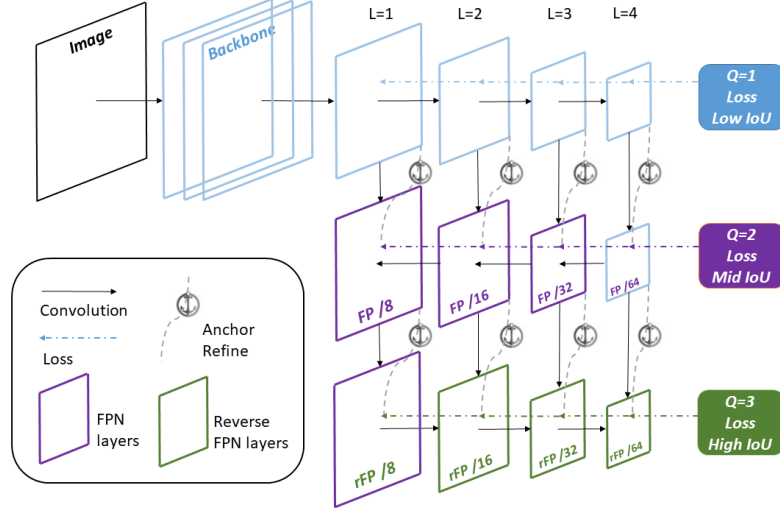 L=1
L=2
L=3
L=4
Image
Backbone
Q=1
Loss
Low IoU
Q=2
Loss
Mid IoU
FP /8
FP /16
FP /32
FP /64
Convolution
Loss
Anchor
Refine
FPN
layers
Reverse
FPN layers
rFP /8
rFP /16
rFP /32
rFP /64
Q=3
Loss
High IoU